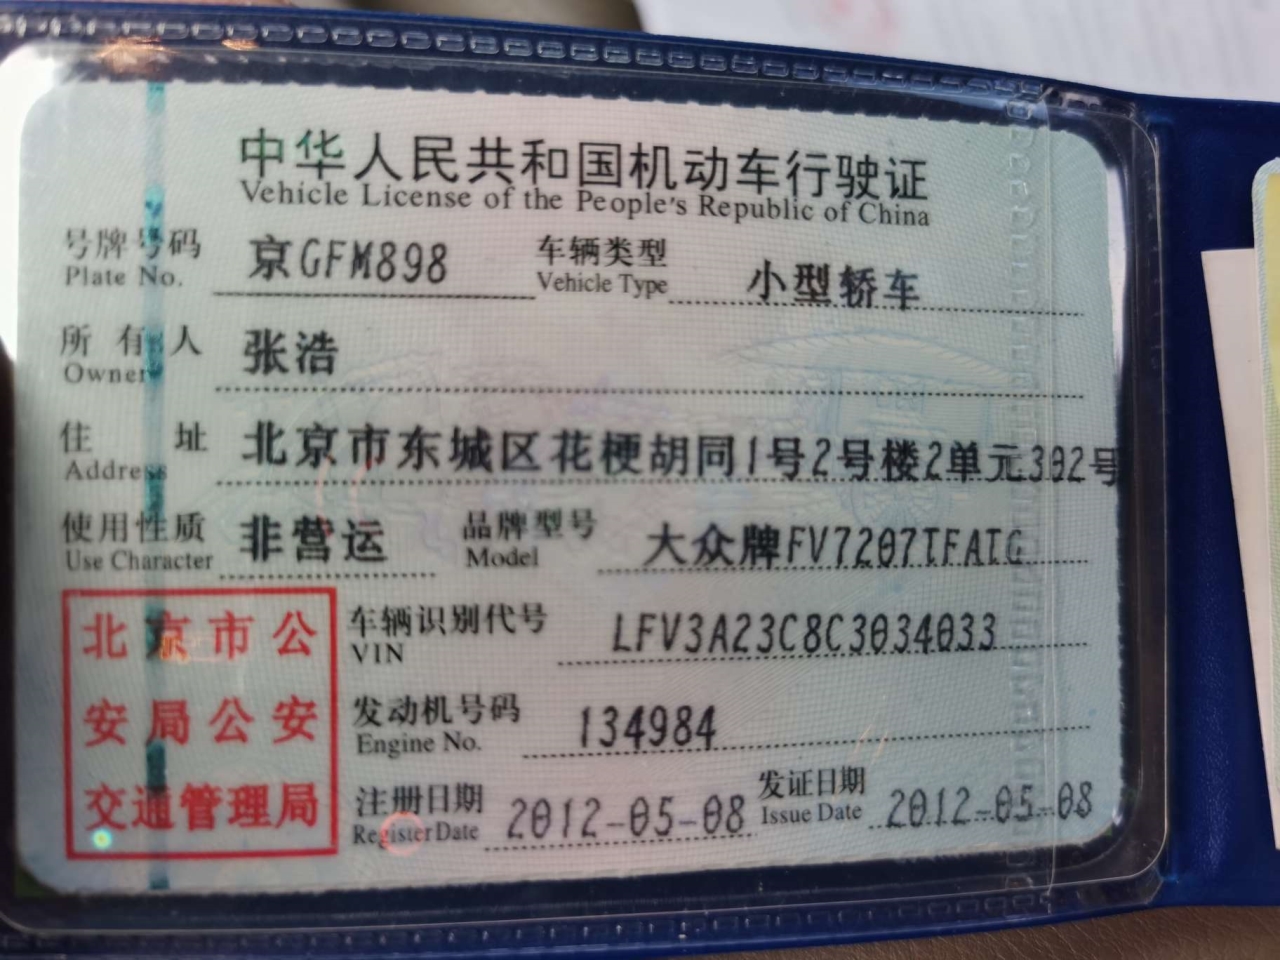 中华人民共和国机动车行驶证
Vehicle License of the People's Republic of China
号牌号码 京GFM898 车辆类型 小型轿车
Plate No. Vehicle Type
所有人 张浩
Owner
住址 北京市东城区花梗胡同1号2号楼2单元302号
Address
使用性质 非营运 品牌型号 大众牌FV7207TFATG
Use Character Model
北京市公
安局公安
交通管理局
车辆识别代号 LFV3A23C8C3034033
VIN
发动机号码 134984
Engine No.
注册日期 2012-05-08 发证日期 2012-05-08
Register Date Issue Date